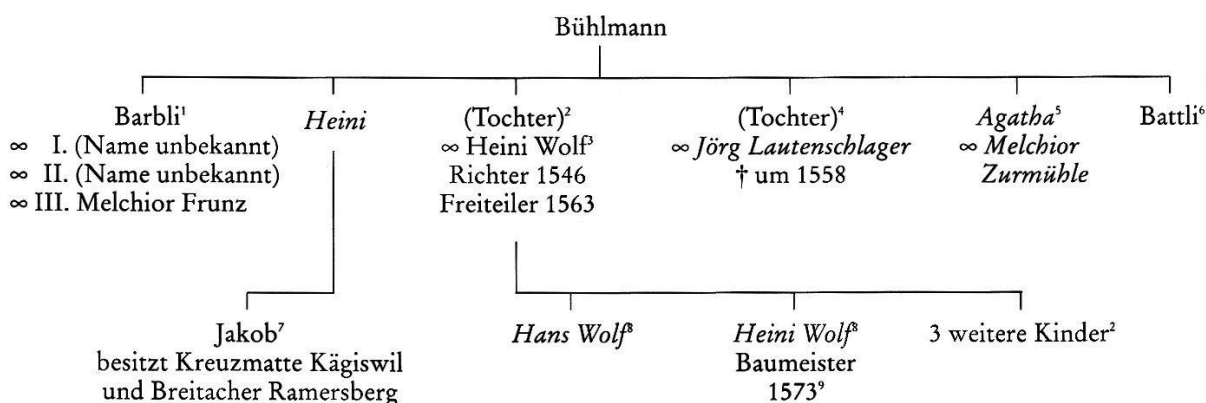 Bühlmann
Barbli¹
∞ I. (Name unbekannt)
∞ II. (Name unbekannt)
∞ III. Melchior Frunz
Heini
(Tochter)²
∞ Heini Wolf³
Richter 1546
Freiteiler 1563
(Tochter)⁴
∞ Jörg Lautenschlager
† um 1558
Agatha⁵
∞ Melchior
Zurmühle
Battli⁶
Jakob⁷
besitzt Kreuzmatte Kägiswil
und Breitacher Ramersberg
Hans Wolf⁸
Heini Wolf⁸
Baumeister
1573⁹
3 weitere Kinder²